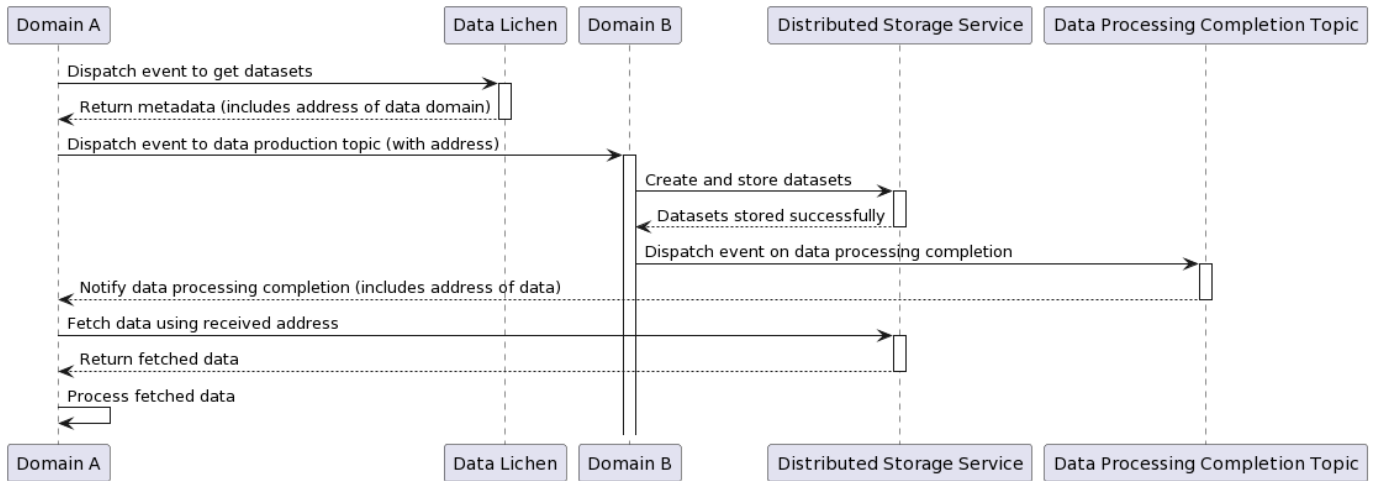 Domain A
Data Lichen
Domain B
Distributed Storage Service
Data Processing Completion Topic
Dispatch event to get datasets
Return metadata (includes address of data domain)
Dispatch event to data production topic (with address)
Create and store datasets
Datasets stored successfully
Dispatch event on data processing completion
Notify data processing completion (includes address of data)
Fetch data using received address
Return fetched data
Process fetched data
Domain A
Data Lichen
Domain B
Distributed Storage Service
Data Processing Completion Topic